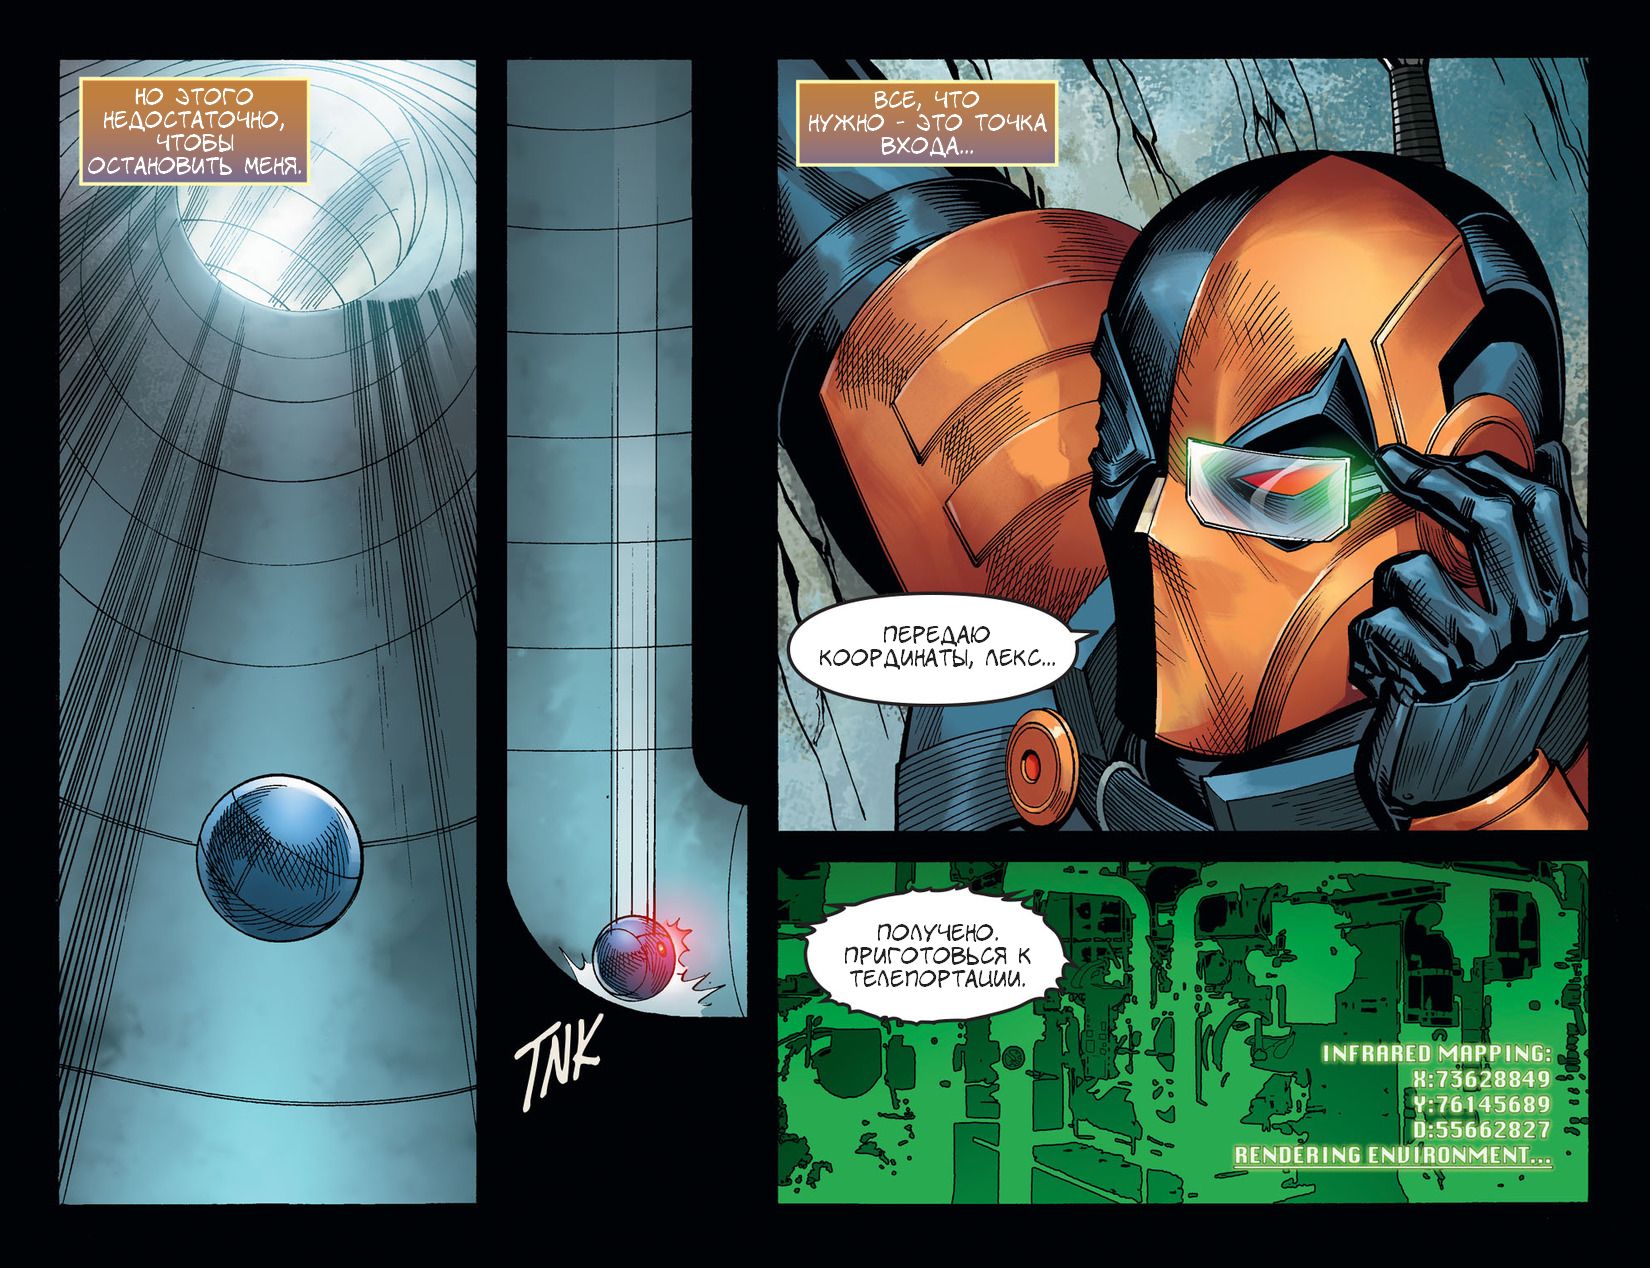 НО ЭТОГО
НЕДОСТАТОЧНО,
ЧТОБЫ
ОСТАНОВИТЬ МЕНЯ.
TNK
ВСЕ, ЧТО
НУЖНО - ЭТО ТОЧКА
ВХОДА...
ПЕРЕДАЮ
КООРДИНАТЫ, ЛЕКС...
ПОЛУЧЕНО.
ПРИГОТОВЬСЯ К
ТЕЛЕПОРТАЦИИ.
INFRARED MAPPING:
X:73628849
Y:76145689
D:55662827
RENDERING ENVIRONMENT...